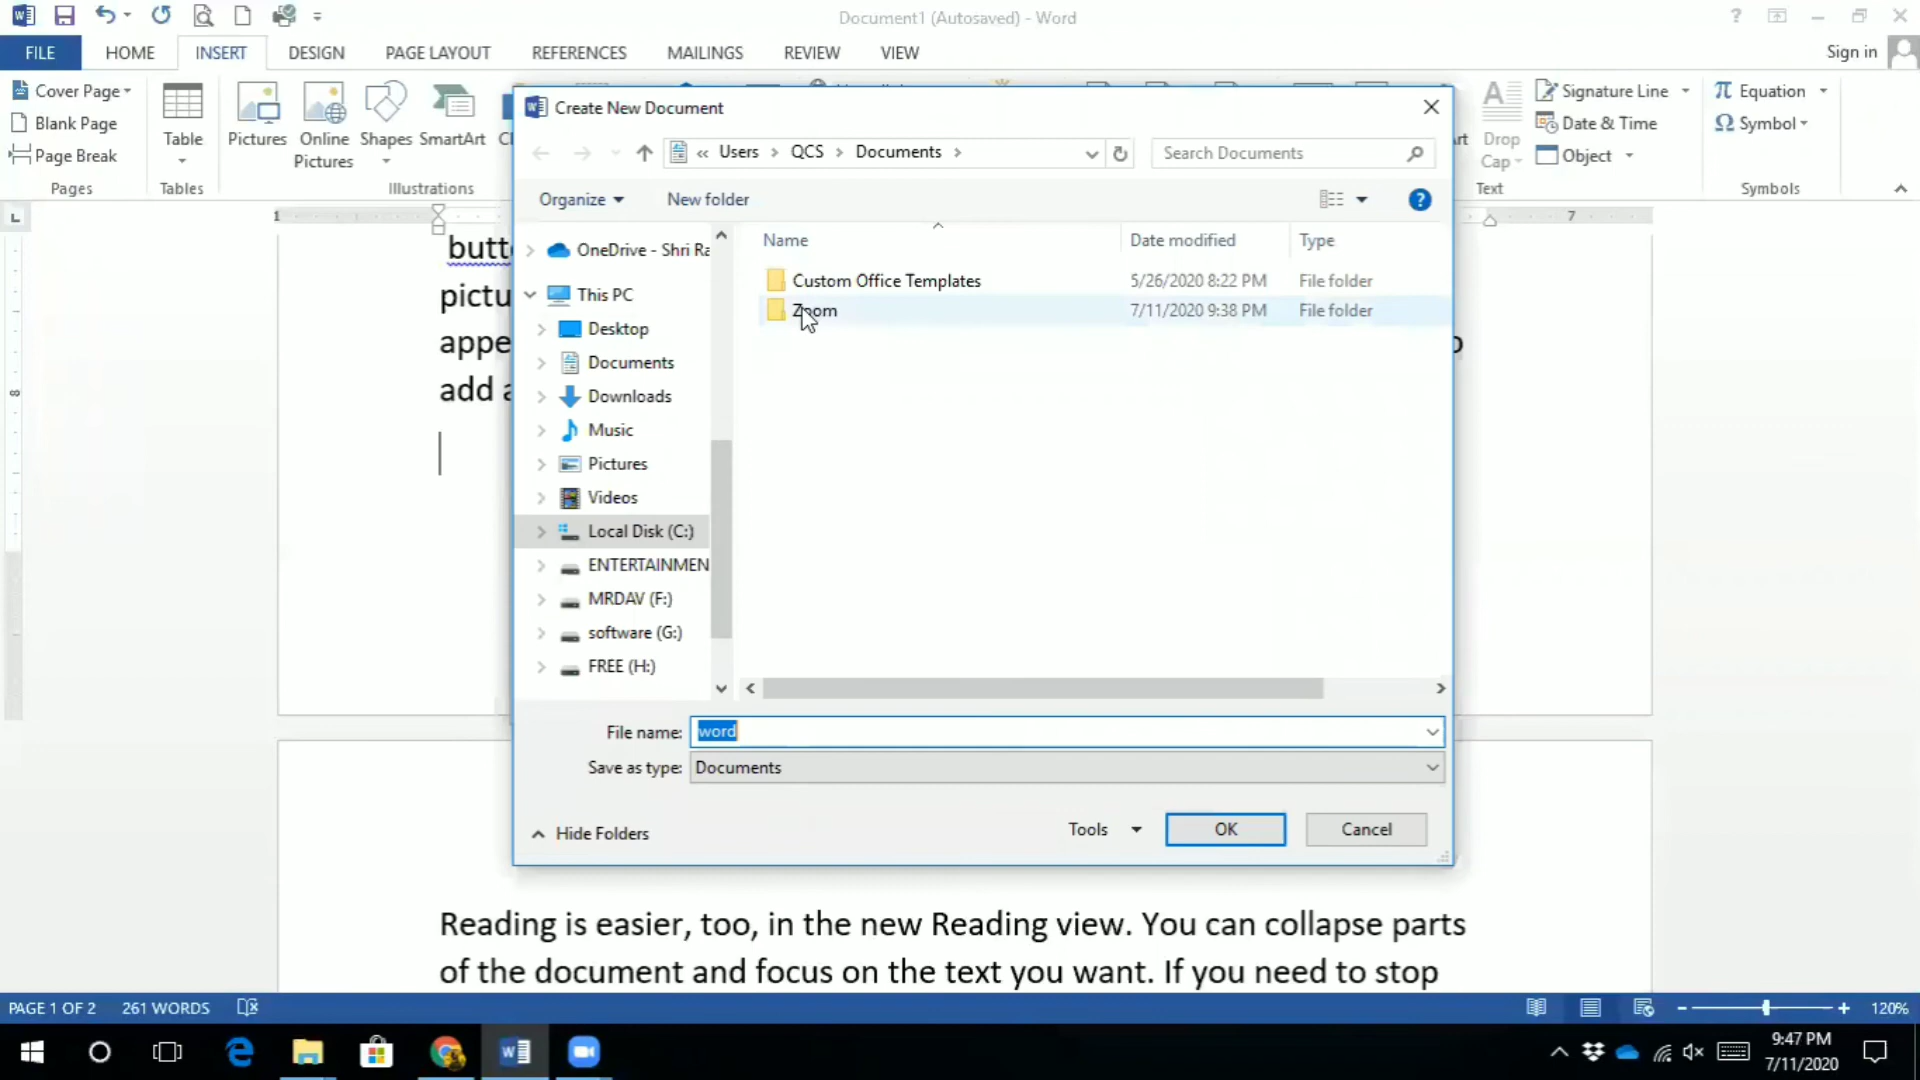 Document1 (Autosaved) - Word
FILE HOME INSERT DESIGN PAGE LAYOUT REFERENCES MAILINGS REVIEW VIEW Sign in
Cover Page
Blank Page
Page Break
Pages
Table
Tables
Pictures
Online
Pictures
Shapes
SmartArt
Illustrations
Drop
Cap
Text
Signature Line
Date & Time
Object
Equation
Symbol
Symbols
1
7
8
Create New Document
« Users > QCS > Documents >
Search Documents
Organize
New folder
?
OneDrive - Shri Ra
This PC
Desktop
Documents
Downloads
Music
Pictures
Videos
Local Disk (C:)
ENTERTAINMEN
MRDAV (F:)
software (G:)
FREE (H:)
Name Date modified Type
Custom Office Templates 5/26/2020 8:22 PM File folder
Zoom 7/11/2020 9:38 PM File folder
File name: word
Save as type: Documents
Hide Folders
Tools
OK
Cancel
butt
pictu
appe
add a
Reading is easier, too, in the new Reading view. You can collapse parts
of the document and focus on the text you want. If you need to stop
PAGE 1 OF 2 261 WORDS 120%
9:47 PM
7/11/2020